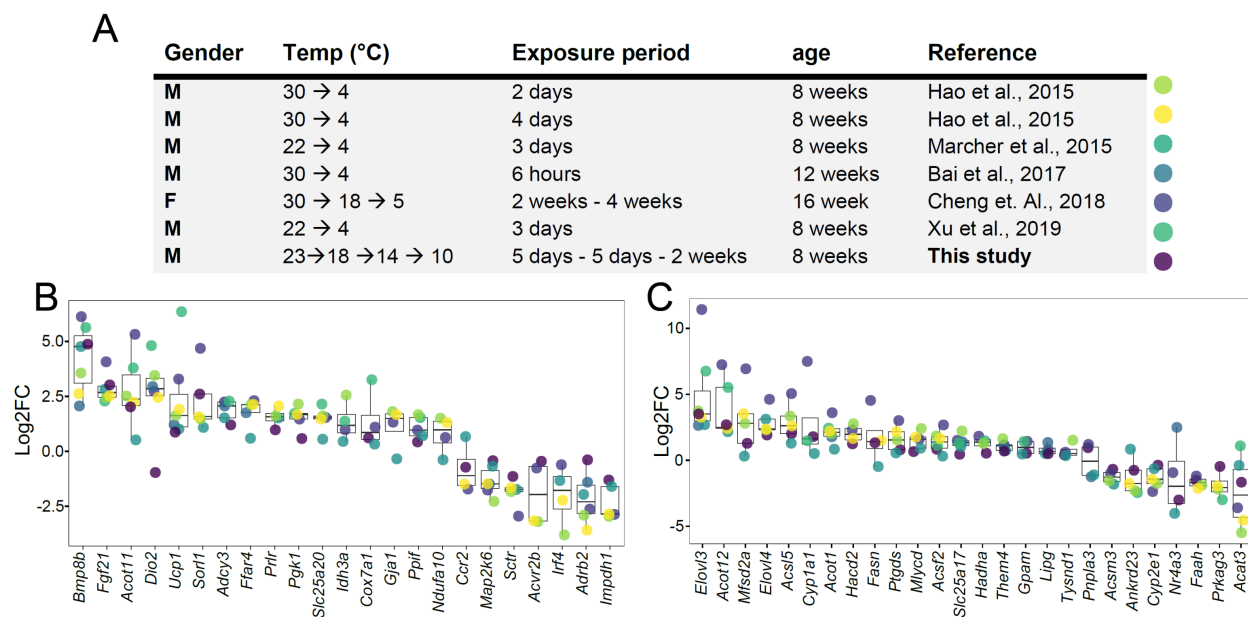 A
Gender Temp (°C) Exposure period age Reference
M 30 → 4 2 days 8 weeks Hao et al., 2015
M 30 → 4 4 days 8 weeks Hao et al., 2015
M 22 → 4 3 days 8 weeks Marcher et al., 2015
M 30 → 4 6 hours 12 weeks Bai et al., 2017
F 30 → 18 → 5 2 weeks - 4 weeks 16 week Cheng et. Al., 2018
M 22 → 4 3 days 8 weeks Xu et al., 2019
M 23→18 →14 → 10 5 days - 5 days - 2 weeks 8 weeks This study
B
Log2FC
5.0
2.5
0.0
-2.5
Bmp8b
Fgf21
Acot11
Dio2
Ucp1
Sorl1
Adcy3
Ffar4
Prlr
Pgk1
Slc25a20
Idh3a
Cox7a1
Gja1
Ppif
Ndufa10
Ccr2
Map2k6
Sctr
Acvr2b
Irf4
Adrb2
Impdh1
C
Log2FC
10
5
0
-5
Elovl3
Acot12
Mfsd2a
Elovl4
Acsl5
Cyp1a1
Acot1
Hacd2
Fasn
Ptgds
Mlycd
Acsf2
Slc25a17
Hadha
Them4
Gpam
Lipg
Tysnd1
Pnpla3
Acsm3
Ankrd23
Cyp2e1
Nr4a3
Faah
Prkag3
Acat3